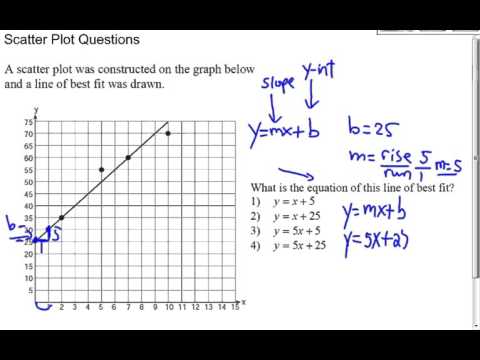 Scatter Plot Questions
A scatter plot was constructed on the graph below
and a line of best fit was drawn.
slope
y-int
y=mx+b
b=25
m= rise 5 m=5
run 1
What is the equation of this line of best fit?
1) y = x + 5
2) y = x + 25
3) y = 5x + 5
4) y = 5x + 25
y=mx+b
y=5x+25
y
75
70
65
60
55
50
45
40
35
b=
30
5
25
1
20
15
10
5
1 2 3 4 5 6 7 8 9 10 11 12 13 14 15 x